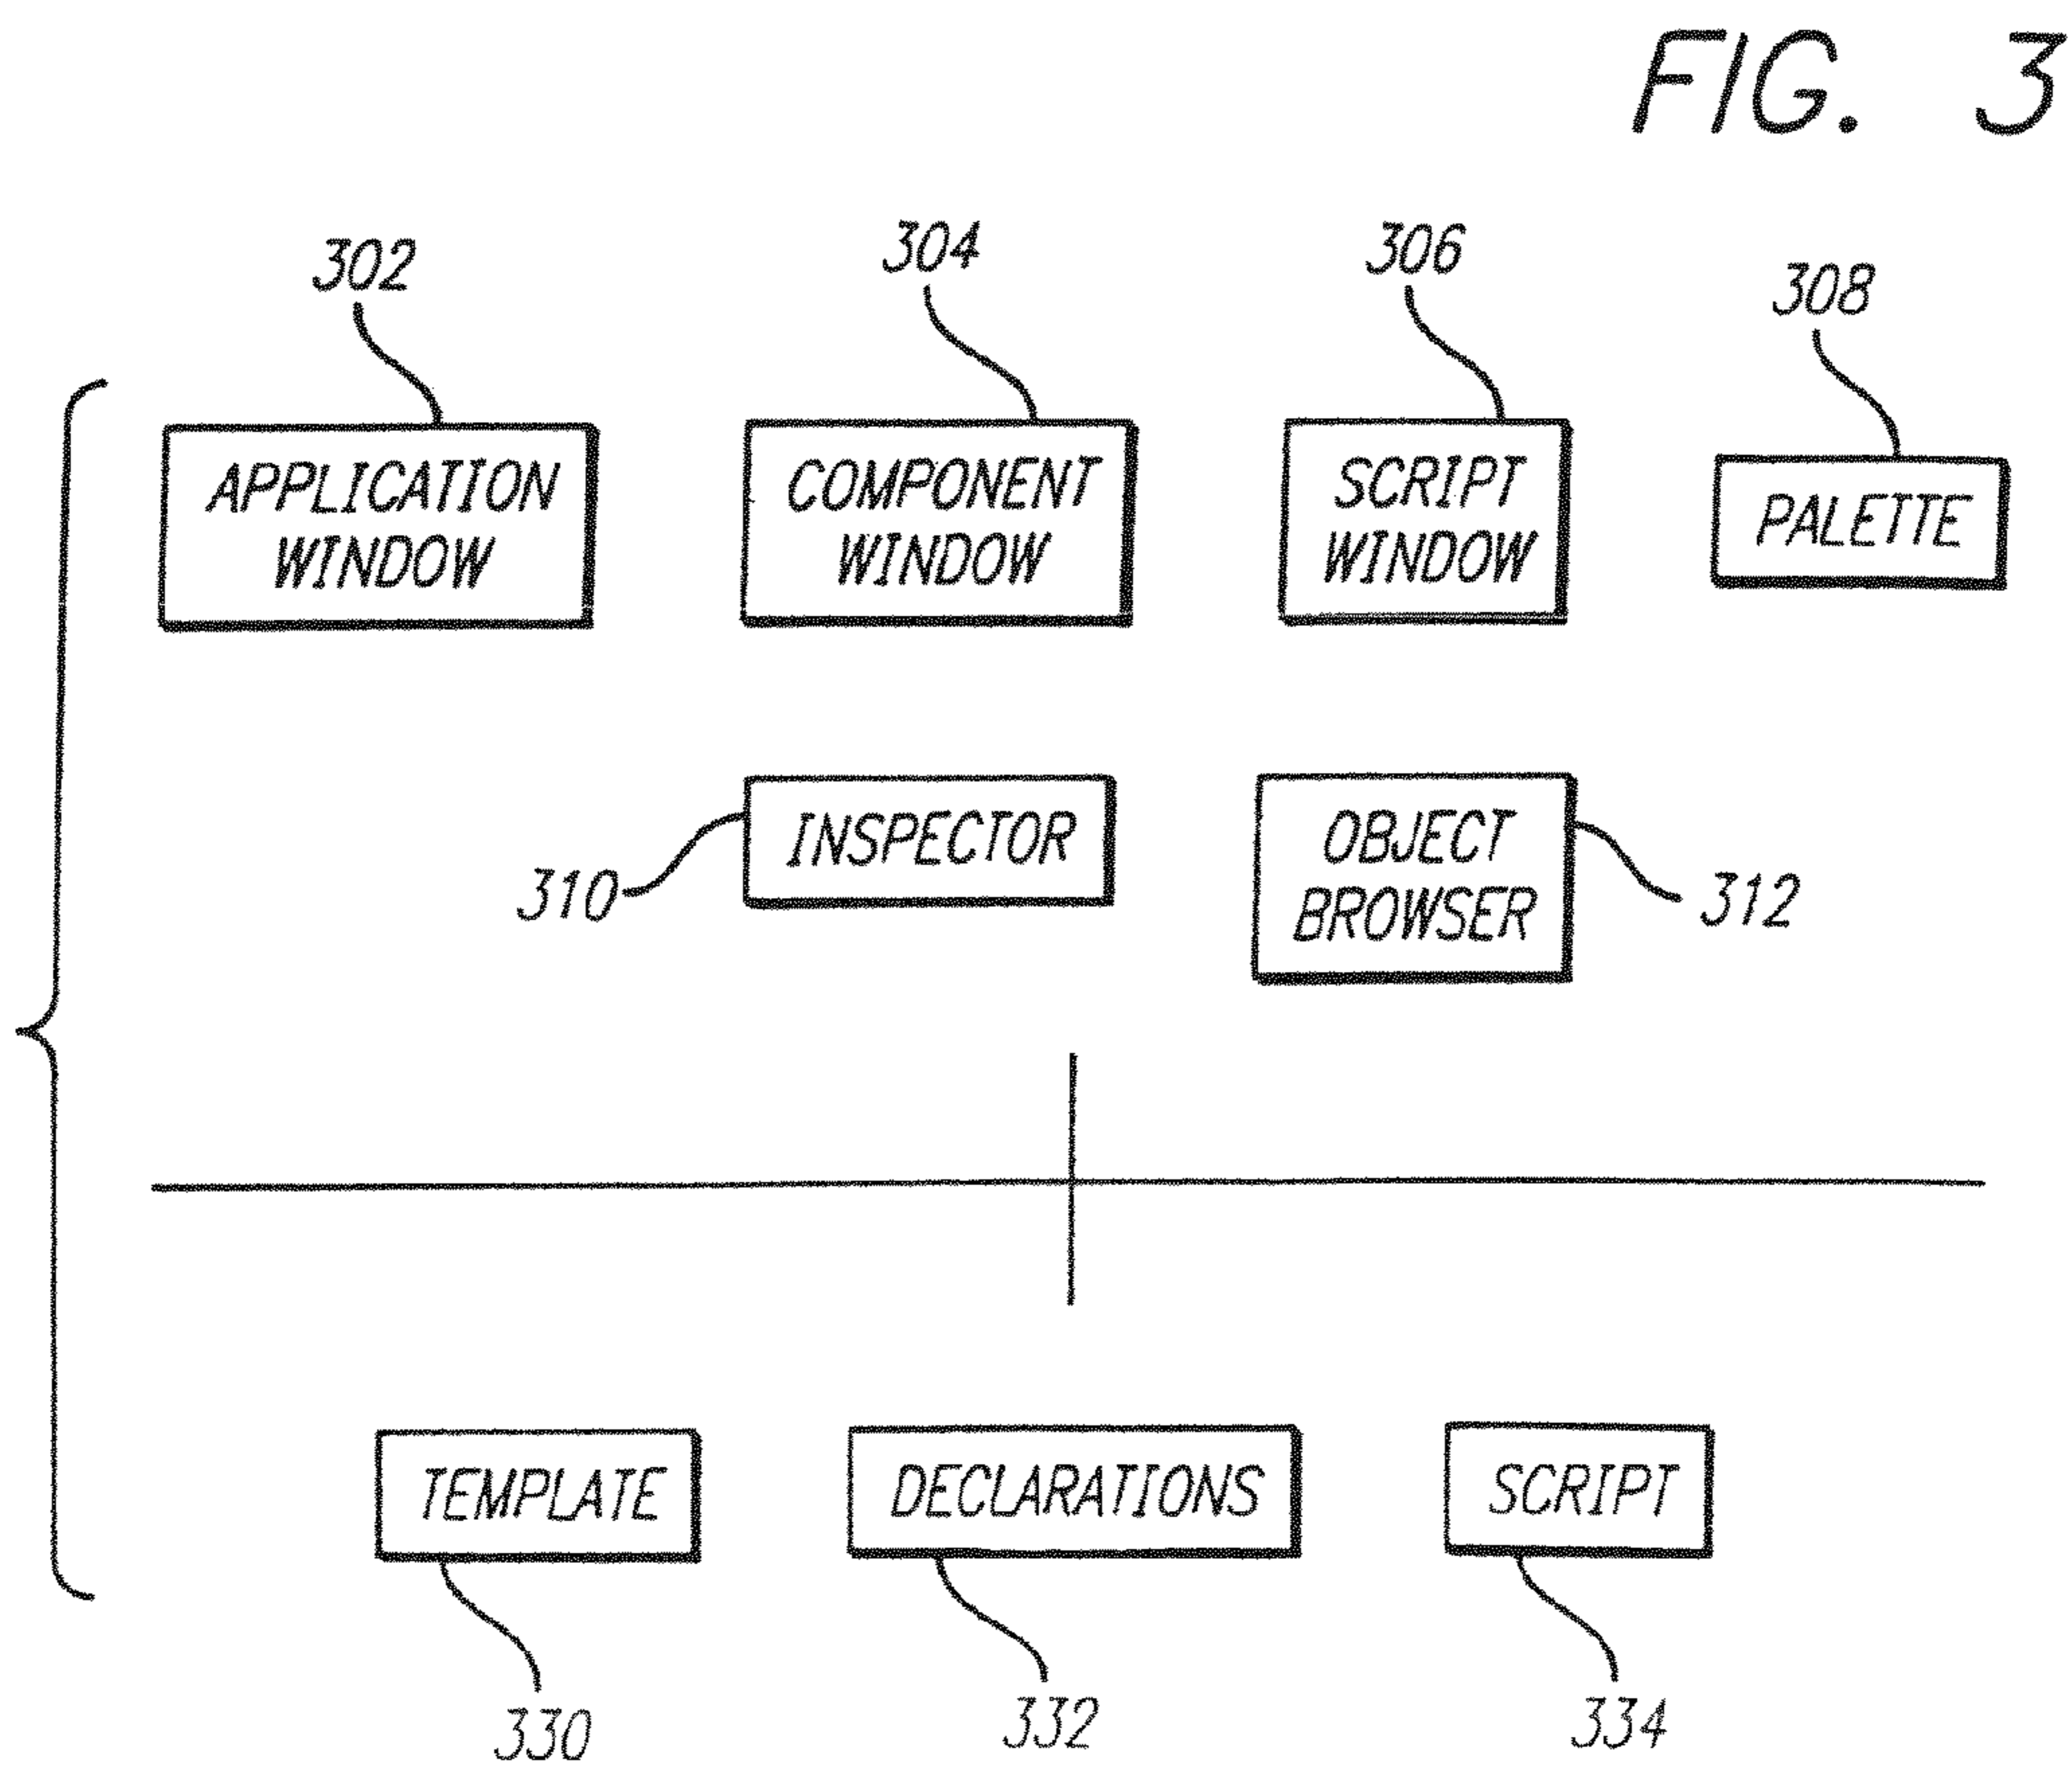 FIG. 3
302
304
306
308
APPLICATION
WINDOW
COMPONENT
WINDOW
SCRIPT
WINDOW
PALETTE
310
INSPECTOR
OBJECT
BROWSER
312
TEMPLATE
DECLARATIONS
SCRIPT
330
332
334